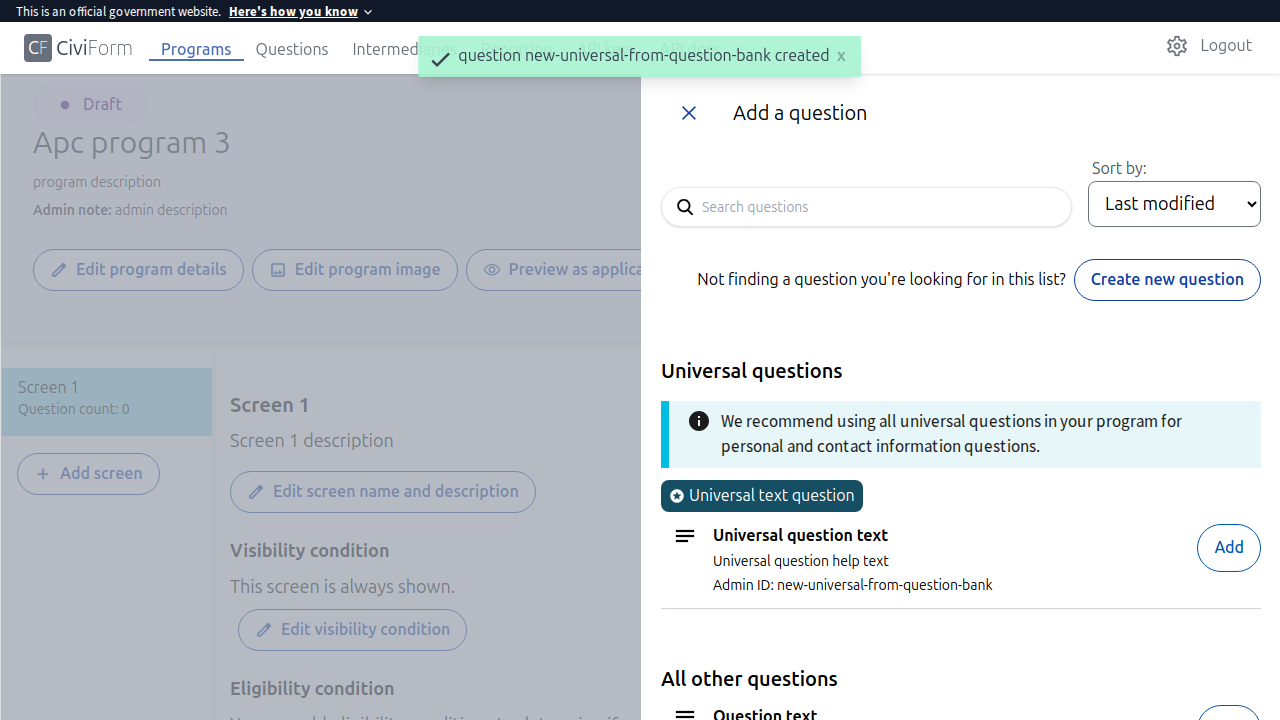 This is an official government website. Here's how you know
CF CiviForm Programs Questions Intermediaries Reporting API keys API docs Logout
question new-universal-from-question-bank created x
Draft
Apc program 3
program description
Admin note: admin description
Edit program details Edit program image Preview as applica
Screen 1
Question count: 0
Add screen
Screen 1
Screen 1 description
Edit screen name and description
Visibility condition
This screen is always shown.
Edit visibility condition
Eligibility condition
Add a question
Sort by:
Search questions
Last modified
Not finding a question you're looking for in this list? Create new question
Universal questions
We recommend using all universal questions in your program for
personal and contact information questions.
Universal text question
Universal question text
Universal question help text
Admin ID: new-universal-from-question-bank
Add
All other questions
Question text